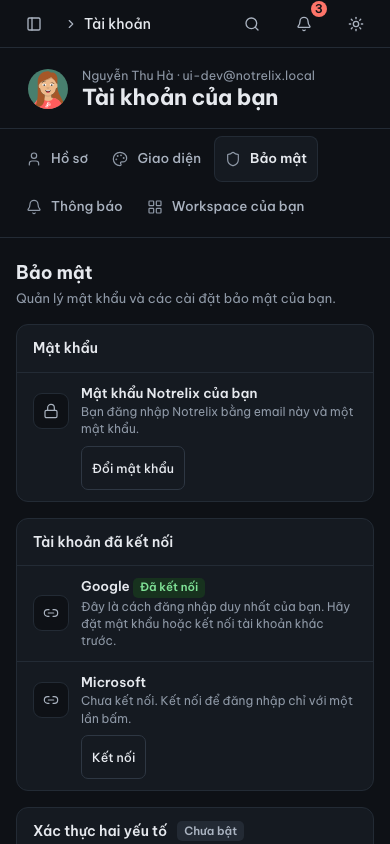 Tài khoản
3
Nguyễn Thu Hà · ui-dev@notrelix.local
Tài khoản của bạn
Hồ sơ
Giao diện
Bảo mật
Thông báo
Workspace của bạn
Bảo mật
Quản lý mật khẩu và các cài đặt bảo mật của bạn.
Mật khẩu
Mật khẩu Notrelix của bạn
Bạn đăng nhập Notrelix bằng email này và một
mật khẩu.
Đổi mật khẩu
Tài khoản đã kết nối
Google Đã kết nối
Đây là cách đăng nhập duy nhất của bạn. Hãy
đặt mật khẩu hoặc kết nối tài khoản khác
trước.
Microsoft
Chưa kết nối. Kết nối để đăng nhập chỉ với một
lần bấm.
Kết nối
Xác thực hai yếu tố Chưa bật